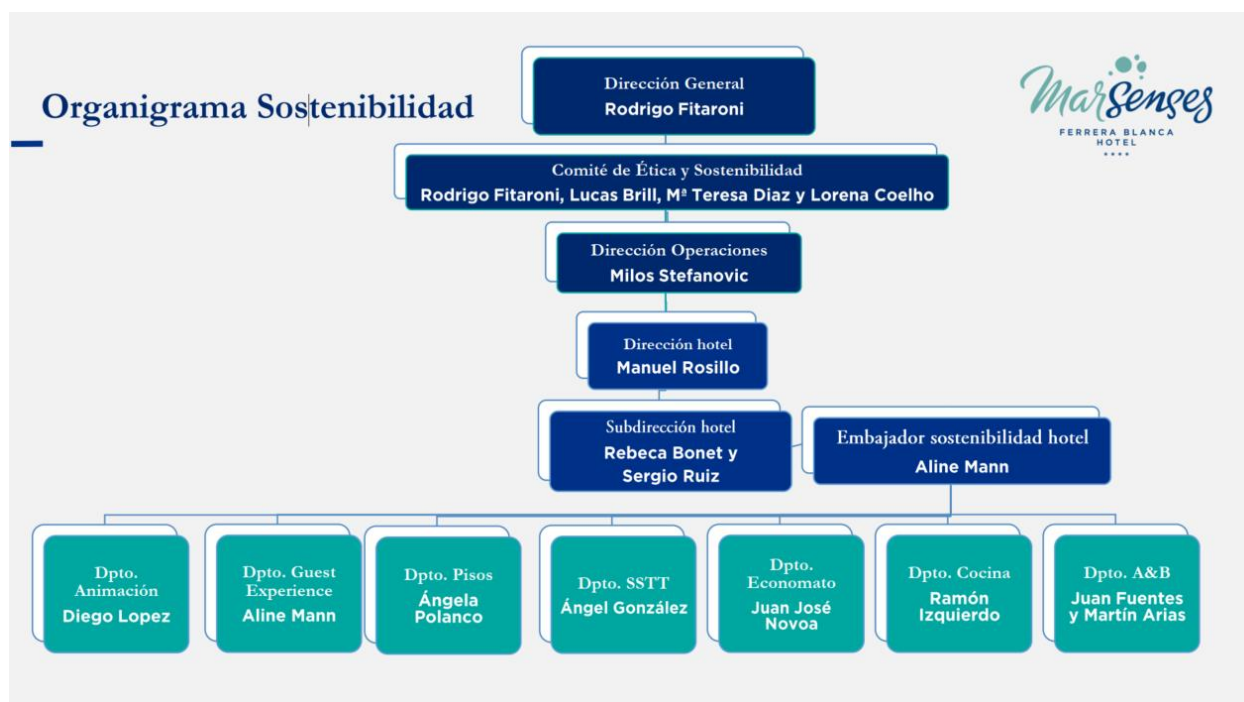 Organigrama Sostenibilidad
Dirección General
Rodrigo Fitaroni
MarSenses
FERRERA BLANCA
HOTEL
****
Comité de Ética y Sostenibilidad
Rodrigo Fitaroni, Lucas Brill, Mª Teresa Diaz y Lorena Coelho
Dirección Operaciones
Milos Stefanovic
Dirección hotel
Manuel Rosillo
Subdirección hotel
Rebeca Bonet y
Sergio Ruiz
Embajador sostenibilidad hotel
Aline Mann
Dpto.
Animación
Diego Lopez
Dpto. Guest
Experience
Aline Mann
Dpto. Pisos
Ángela
Polanco
Dpto. SSTT
Ángel González
Dpto.
Economato
Juan José
Novoa
Dpto. Cocina
Ramón
Izquierdo
Dpto. A&B
Juan Fuentes
y Martín Arias